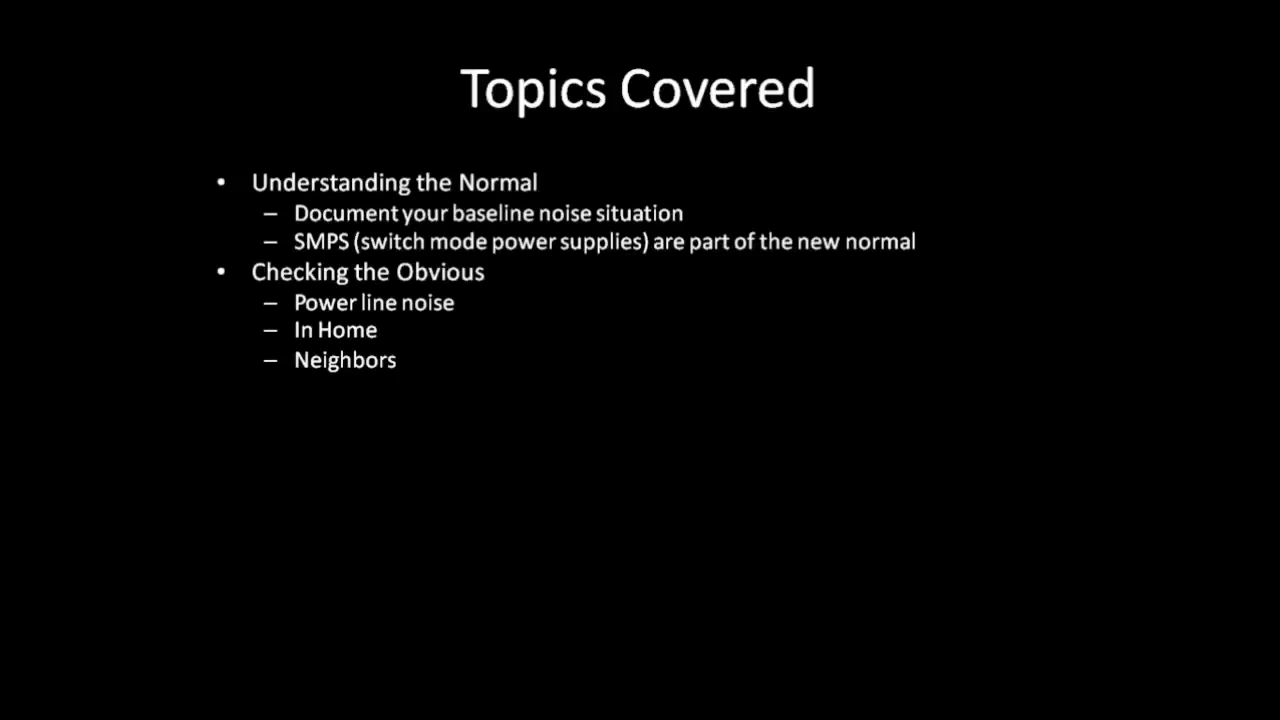 Topics Covered
• Understanding the Normal
– Document your baseline noise situation
– SMPS (switch mode power supplies) are part of the new normal
• Checking the Obvious
– Power line noise
– In Home
– Neighbors